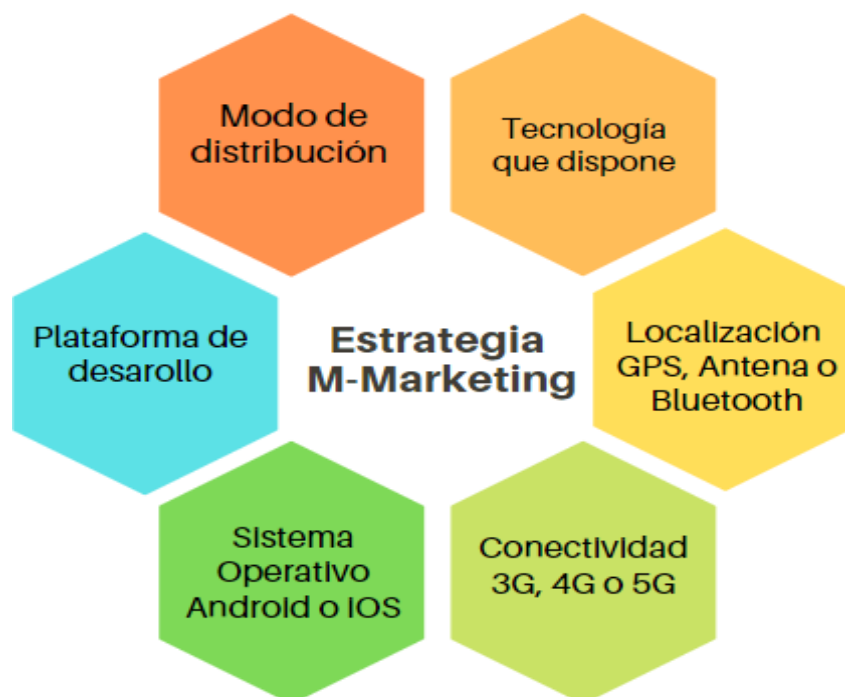 Modo de
distribución
Tecnología
que dispone
Plataforma de
desarollo
Estrategia
M-Marketing
Localización
GPS, Antena o
Bluetooth
Sistema
Operativo
Android o IOS
Conectividad
3G, 4G o 5G